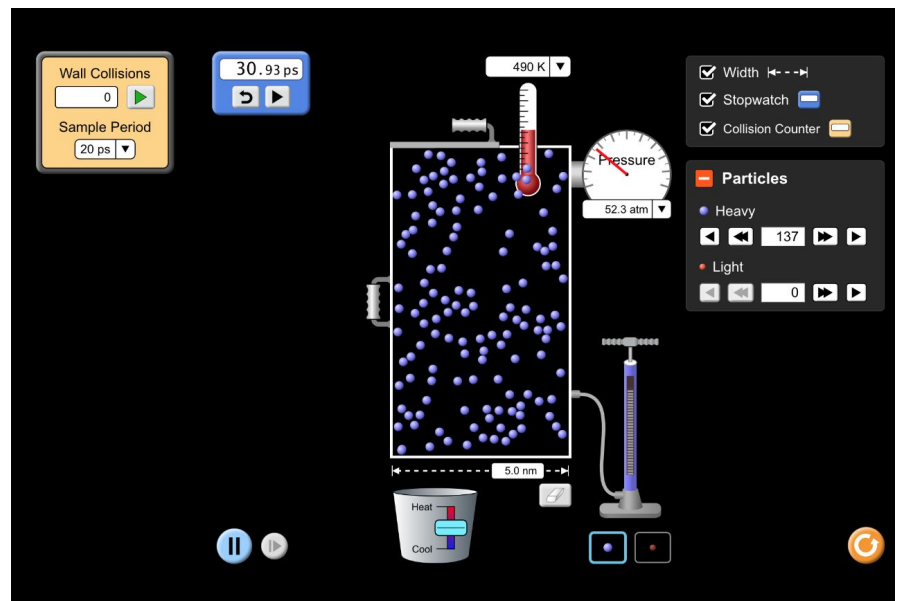 Wall Collisions
0
Sample Period
20 ps
30.93 ps
490 K
Pressure
52.3 atm
Width
Stopwatch
Collision Counter
Particles
Heavy
137
Light
0
5.0 nm
Heat
Cool